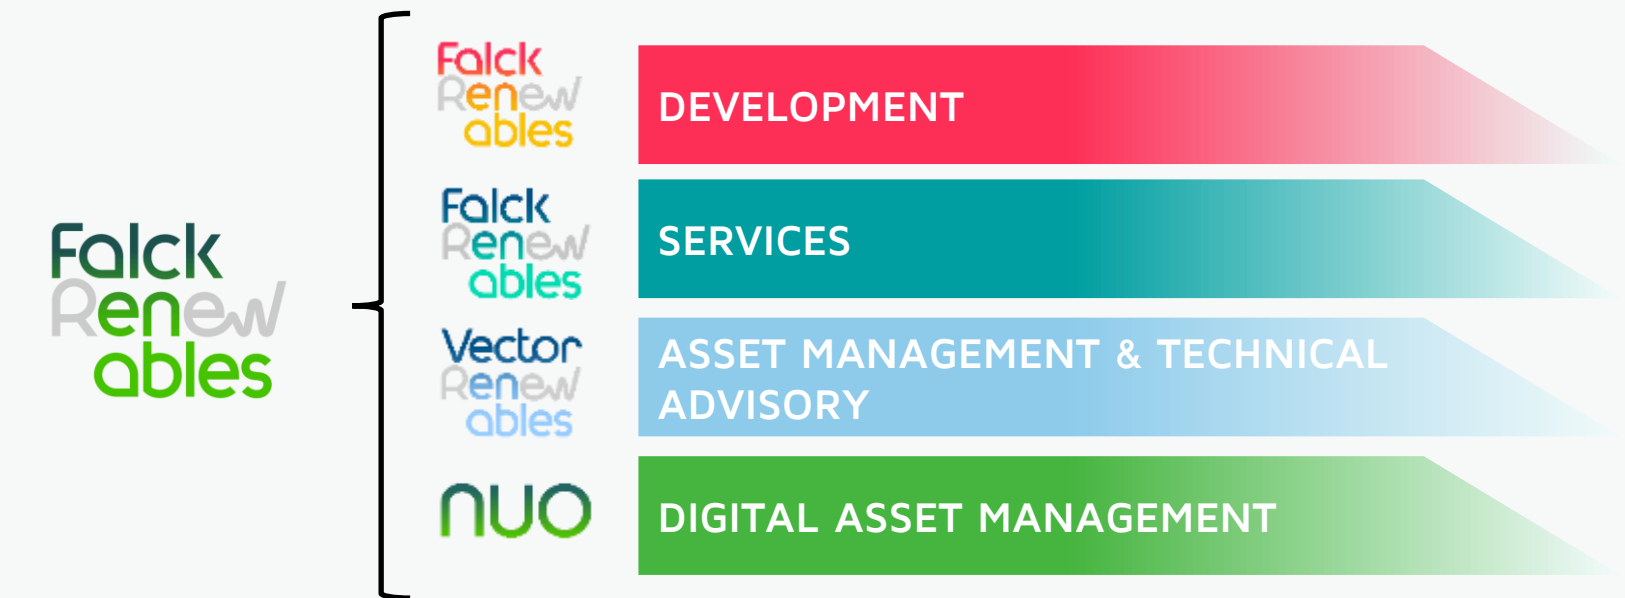 Falck
Renew
ables
Falck
Renew
ables
DEVELOPMENT
Falck
Renew
ables
SERVICES
Vector
Renew
ables
ASSET MANAGEMENT & TECHNICAL
ADVISORY
nuo
DIGITAL ASSET MANAGEMENT